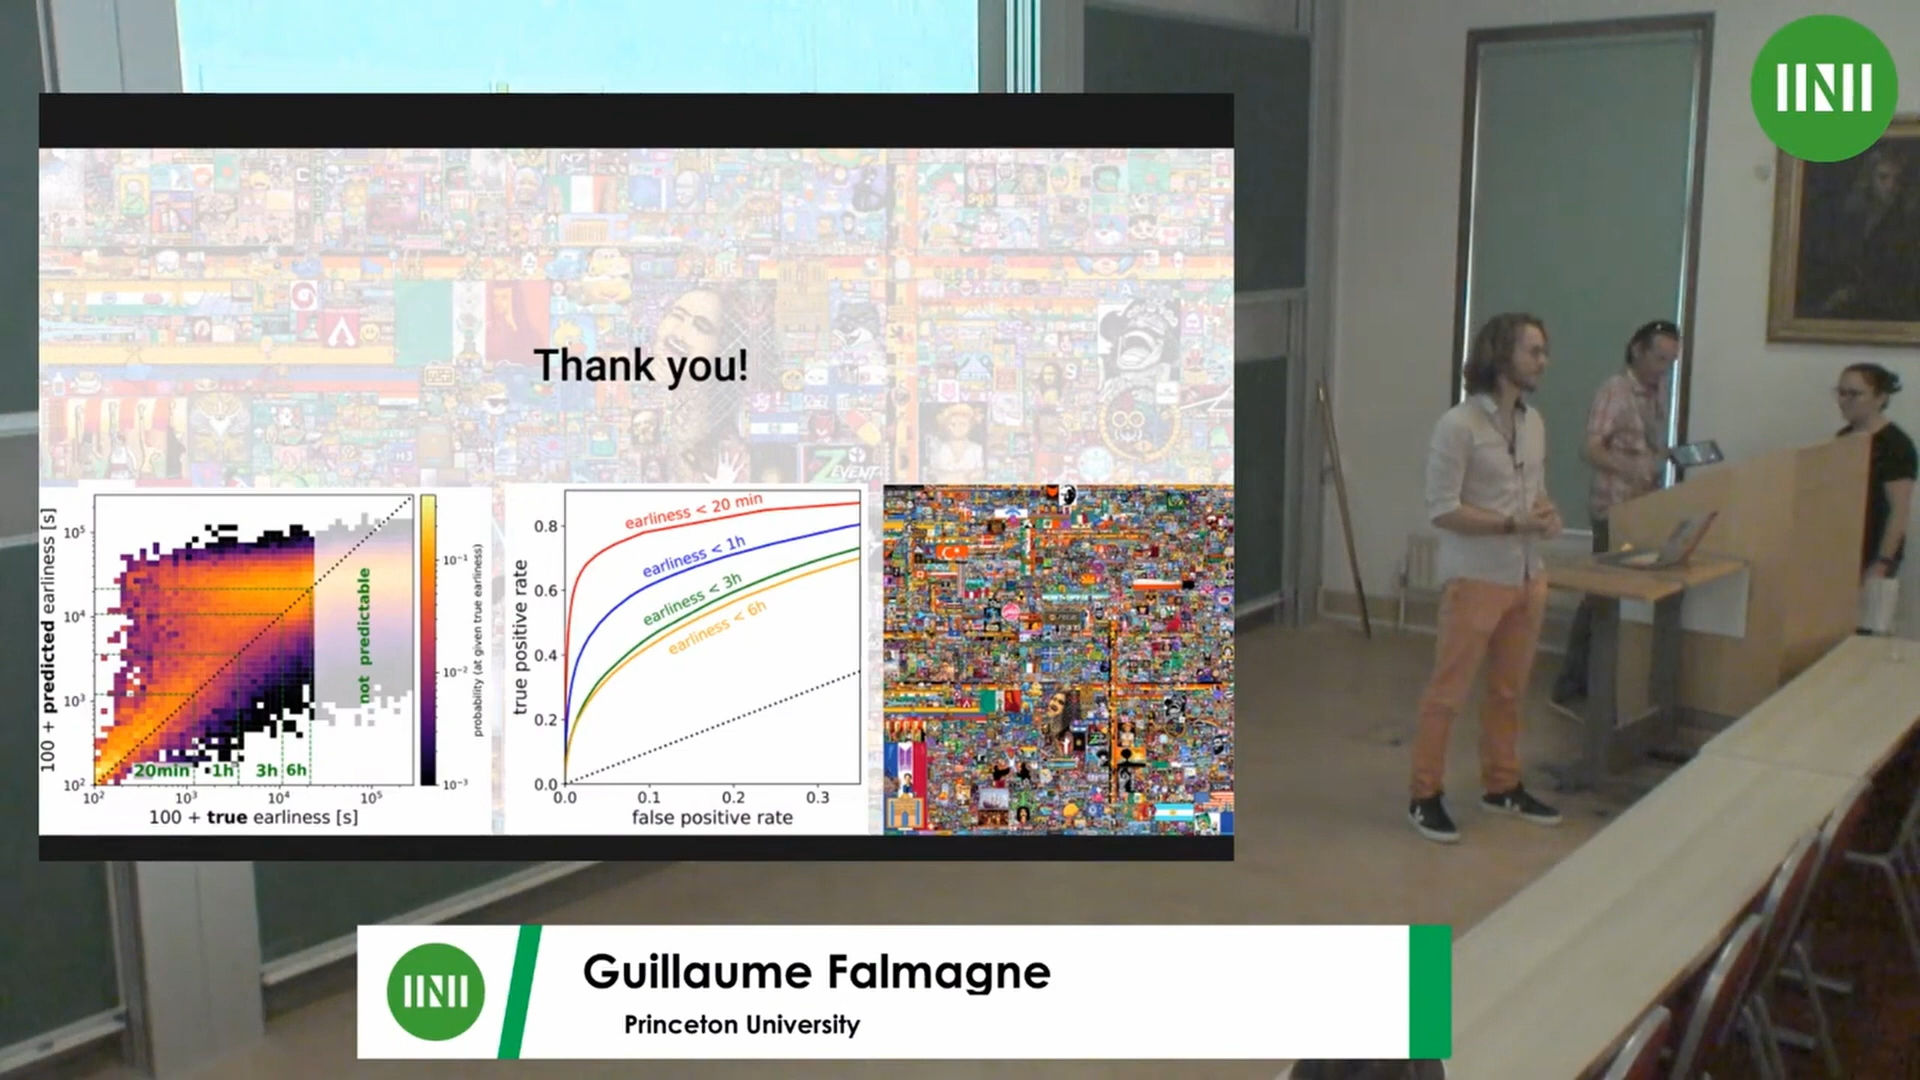 Thank you!
100 + predicted earliness [s]
10⁵
10⁴
10³
10²
20min
1h
3h
6h
not predictable
10²
10³
10⁴
10⁵
100 + true earliness [s]
10⁻¹
10⁻²
10⁻³
probability (at given true earliness)
true positive rate
0.8
0.6
0.4
0.2
0.0
earliness < 20 min
earliness < 1h
earliness < 3h
earliness < 6h
0.0
0.1
0.2
0.3
false positive rate
EVENT
Guillaume Falmagne
Princeton University